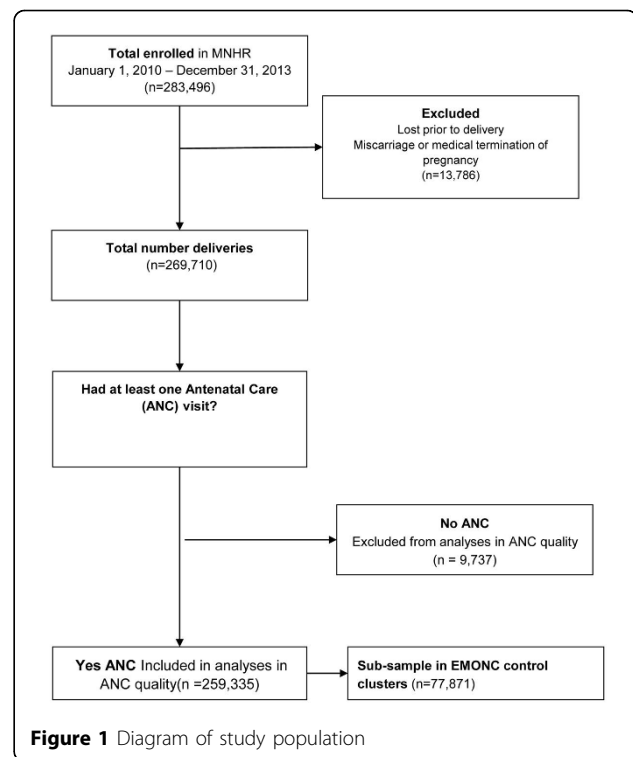 Total enrolled in MNHR
January 1, 2010 – December 31, 2013
(n=283,496)
Excluded
Lost prior to delivery
Miscarriage or medical termination of
pregnancy
(n=13,786)
Total number deliveries
(n=269,710)
Had at least one Antenatal Care
(ANC) visit?
No ANC
Excluded from analyses in ANC quality
(n = 9,737)
Yes ANC Included in analyses in
ANC quality(n =259,335)
Sub-sample in EMONC control
clusters (n=77,871)
Figure 1 Diagram of study population